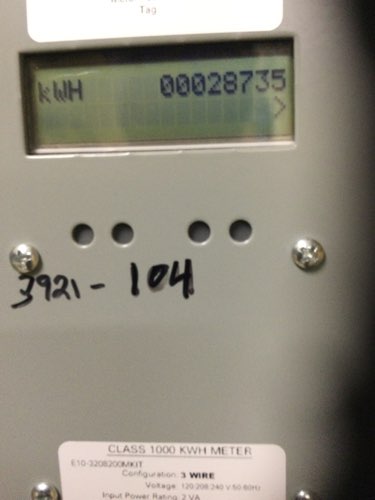 Tag
kWH 00028735
>
3921-104
CLASS 1000 KWH METER
E10-3208200MKIT
Configuration: 3 WIRE
Voltage: 120 208 240 V 50-60Hz
Input Power Rating: 2 VA